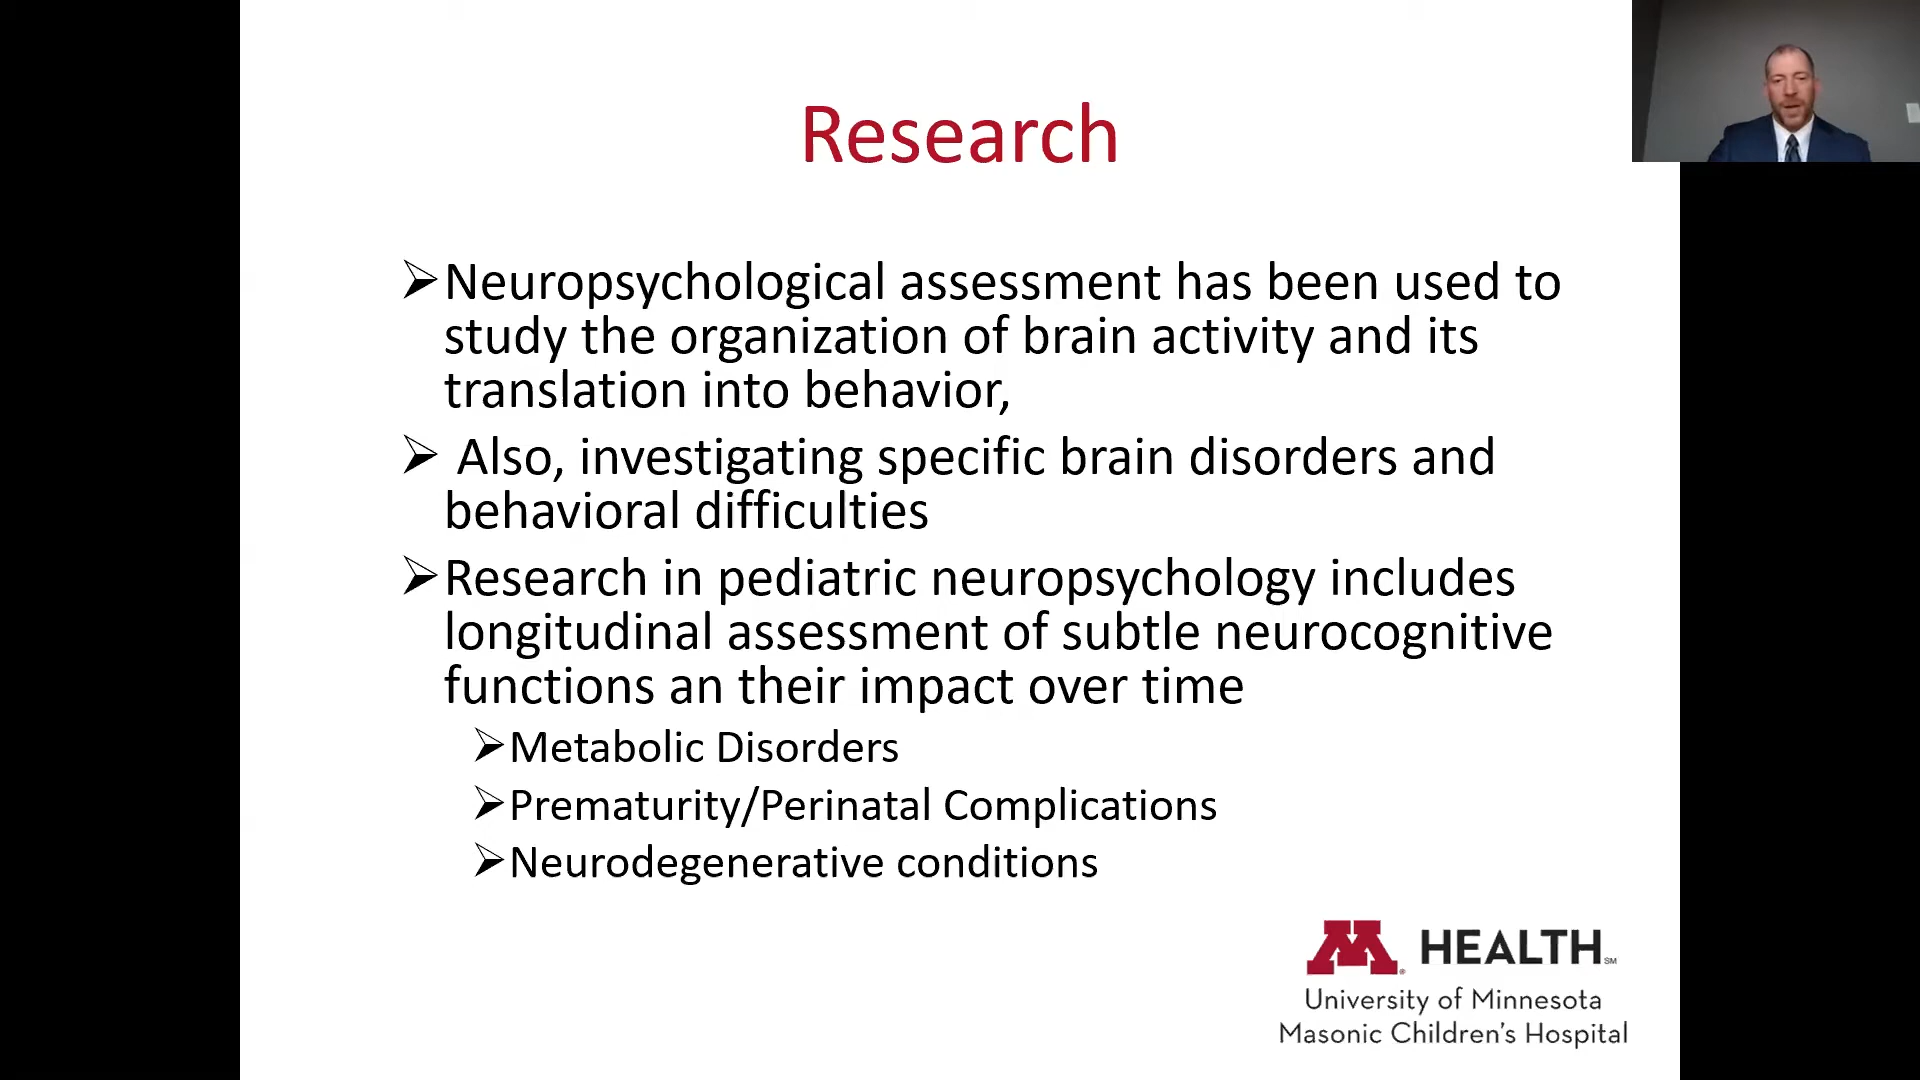 Research
➢Neuropsychological assessment has been used to
study the organization of brain activity and its
translation into behavior,
➢ Also, investigating specific brain disorders and
behavioral difficulties
➢Research in pediatric neuropsychology includes
longitudinal assessment of subtle neurocognitive
functions an their impact over time
➢Metabolic Disorders
➢Prematurity/Perinatal Complications
➢Neurodegenerative conditions
M® HEALTH℠
University of Minnesota
Masonic Children's Hospital